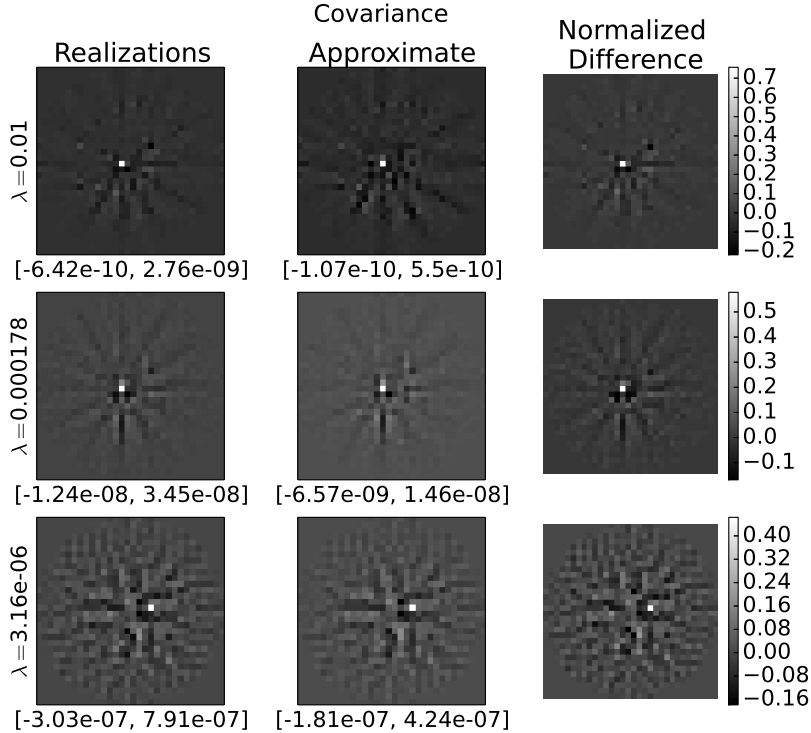 Covariance
Realizations
Approximate
Normalized
Difference
λ=0.01
[-6.42e-10, 2.76e-09]
[-1.07e-10, 5.5e-10]
0.7
0.6
0.5
0.4
0.3
0.2
0.1
0.0
−0.1
−0.2
λ=0.000178
[-1.24e-08, 3.45e-08]
[-6.57e-09, 1.46e-08]
0.5
0.4
0.3
0.2
0.1
0.0
−0.1
λ=3.16e-06
[-3.03e-07, 7.91e-07]
[-1.81e-07, 4.24e-07]
0.40
0.32
0.24
0.16
0.08
0.00
−0.08
−0.16